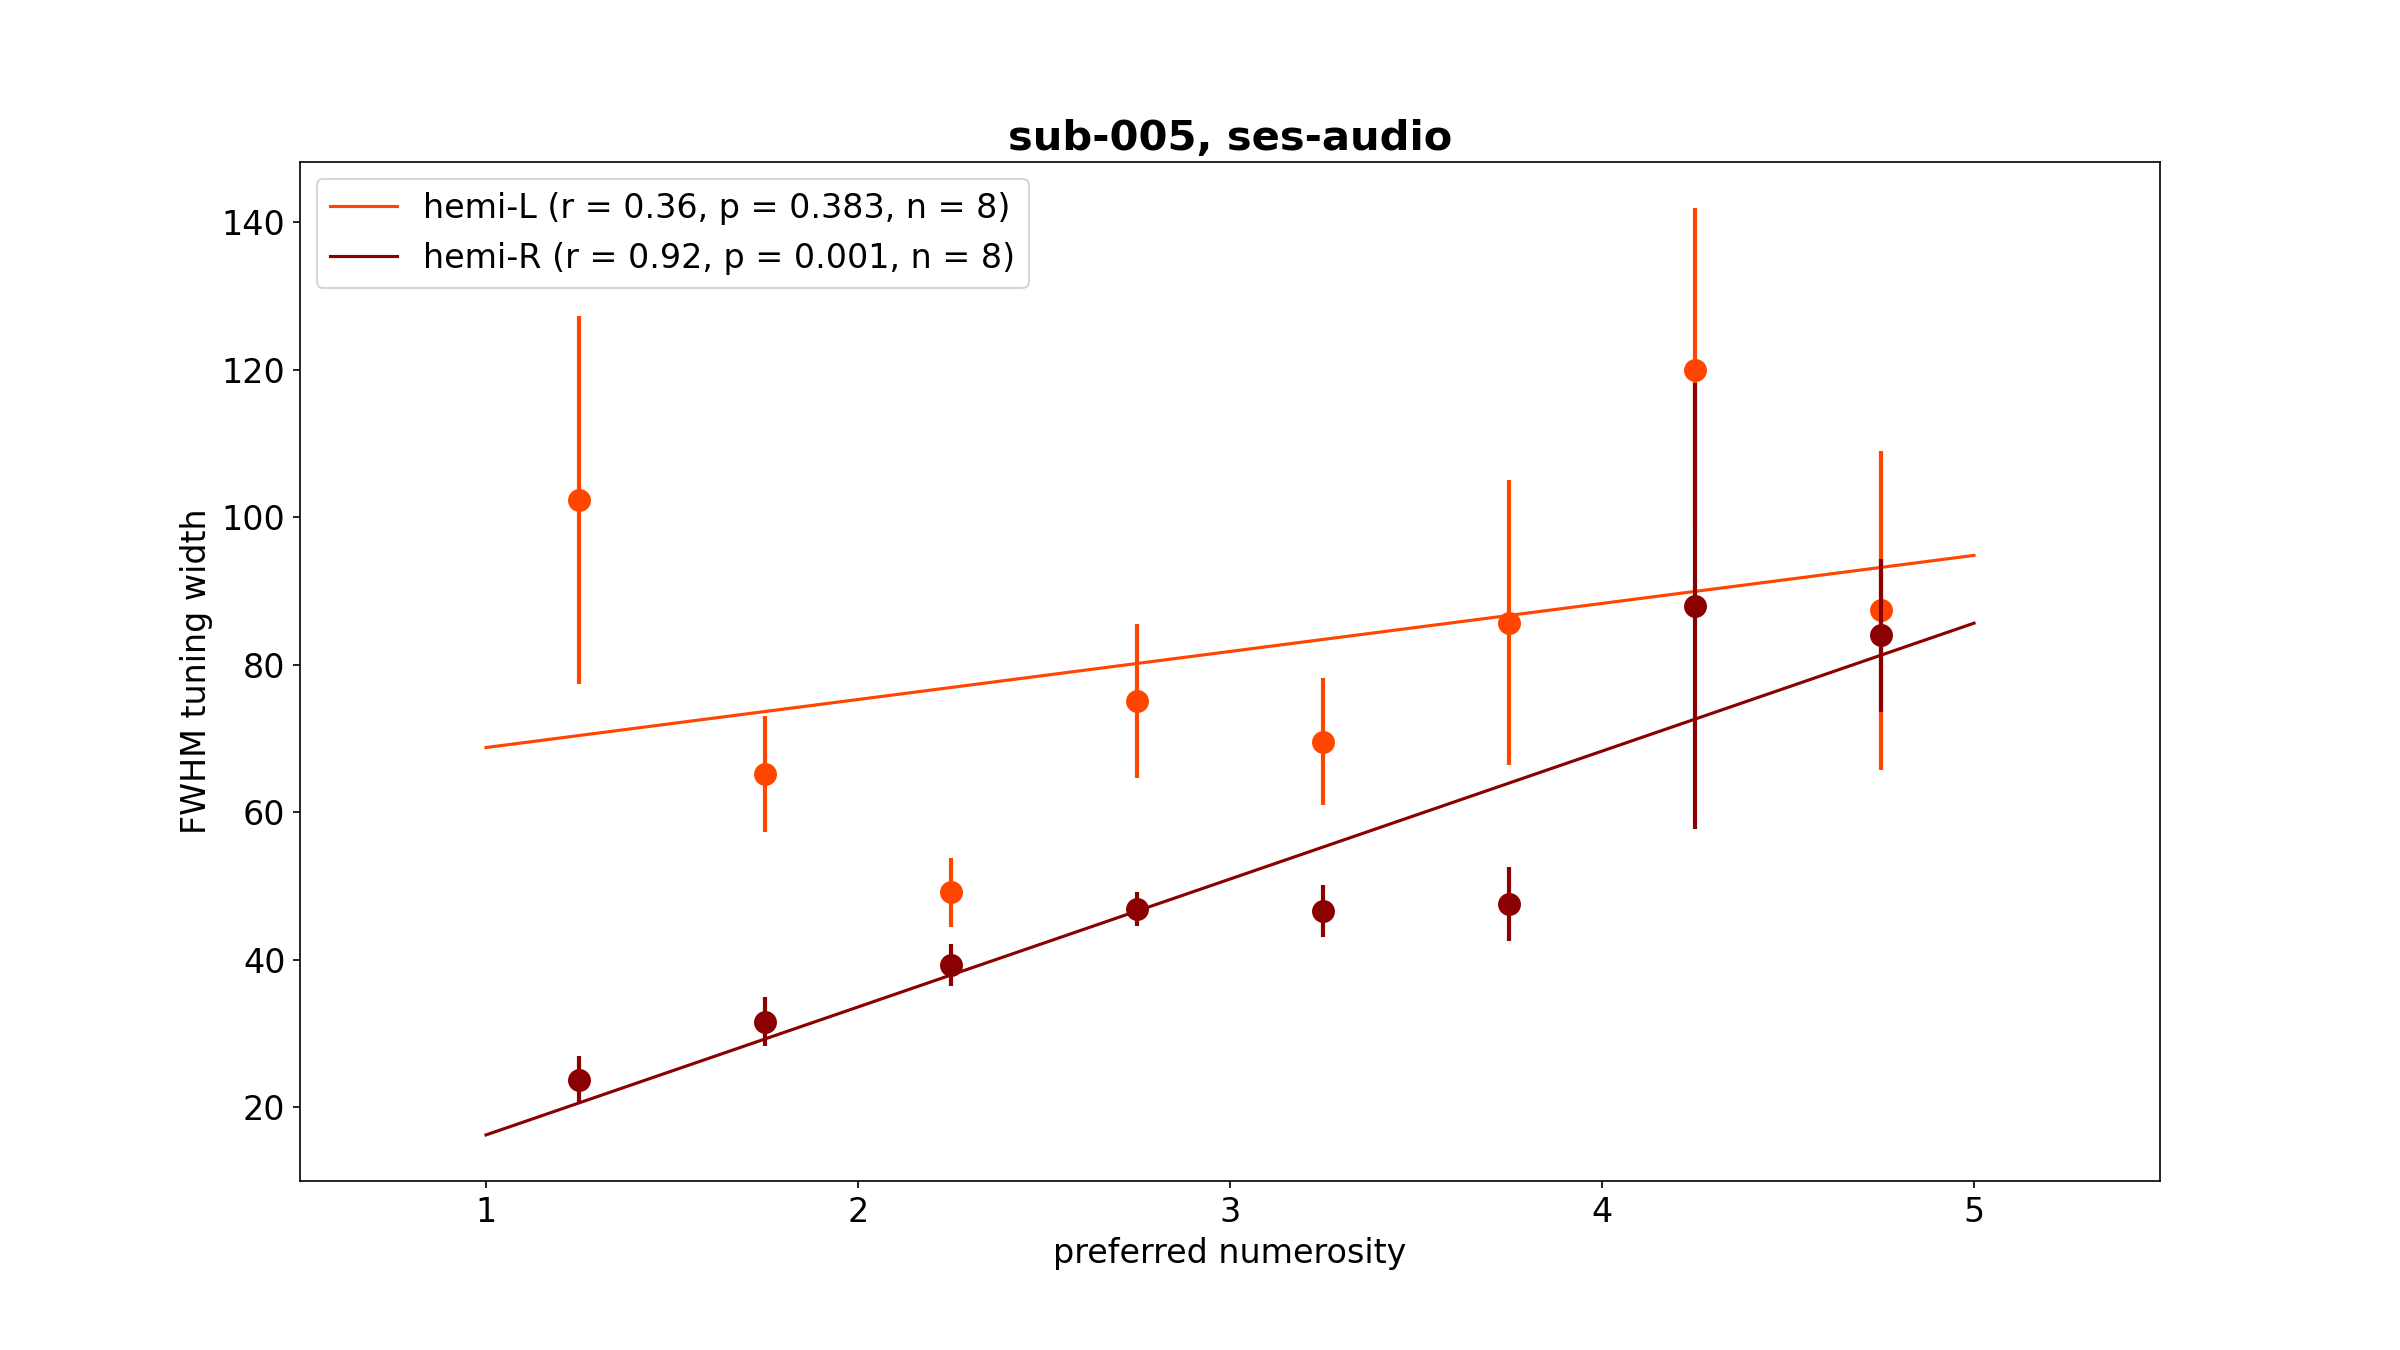 sub-005, ses-audio
hemi-L (r = 0.36, p = 0.383, n = 8)
hemi-R (r = 0.92, p = 0.001, n = 8)
140
120
100
80
60
40
20
FWHM tuning width
1 2 3 4 5
preferred numerosity